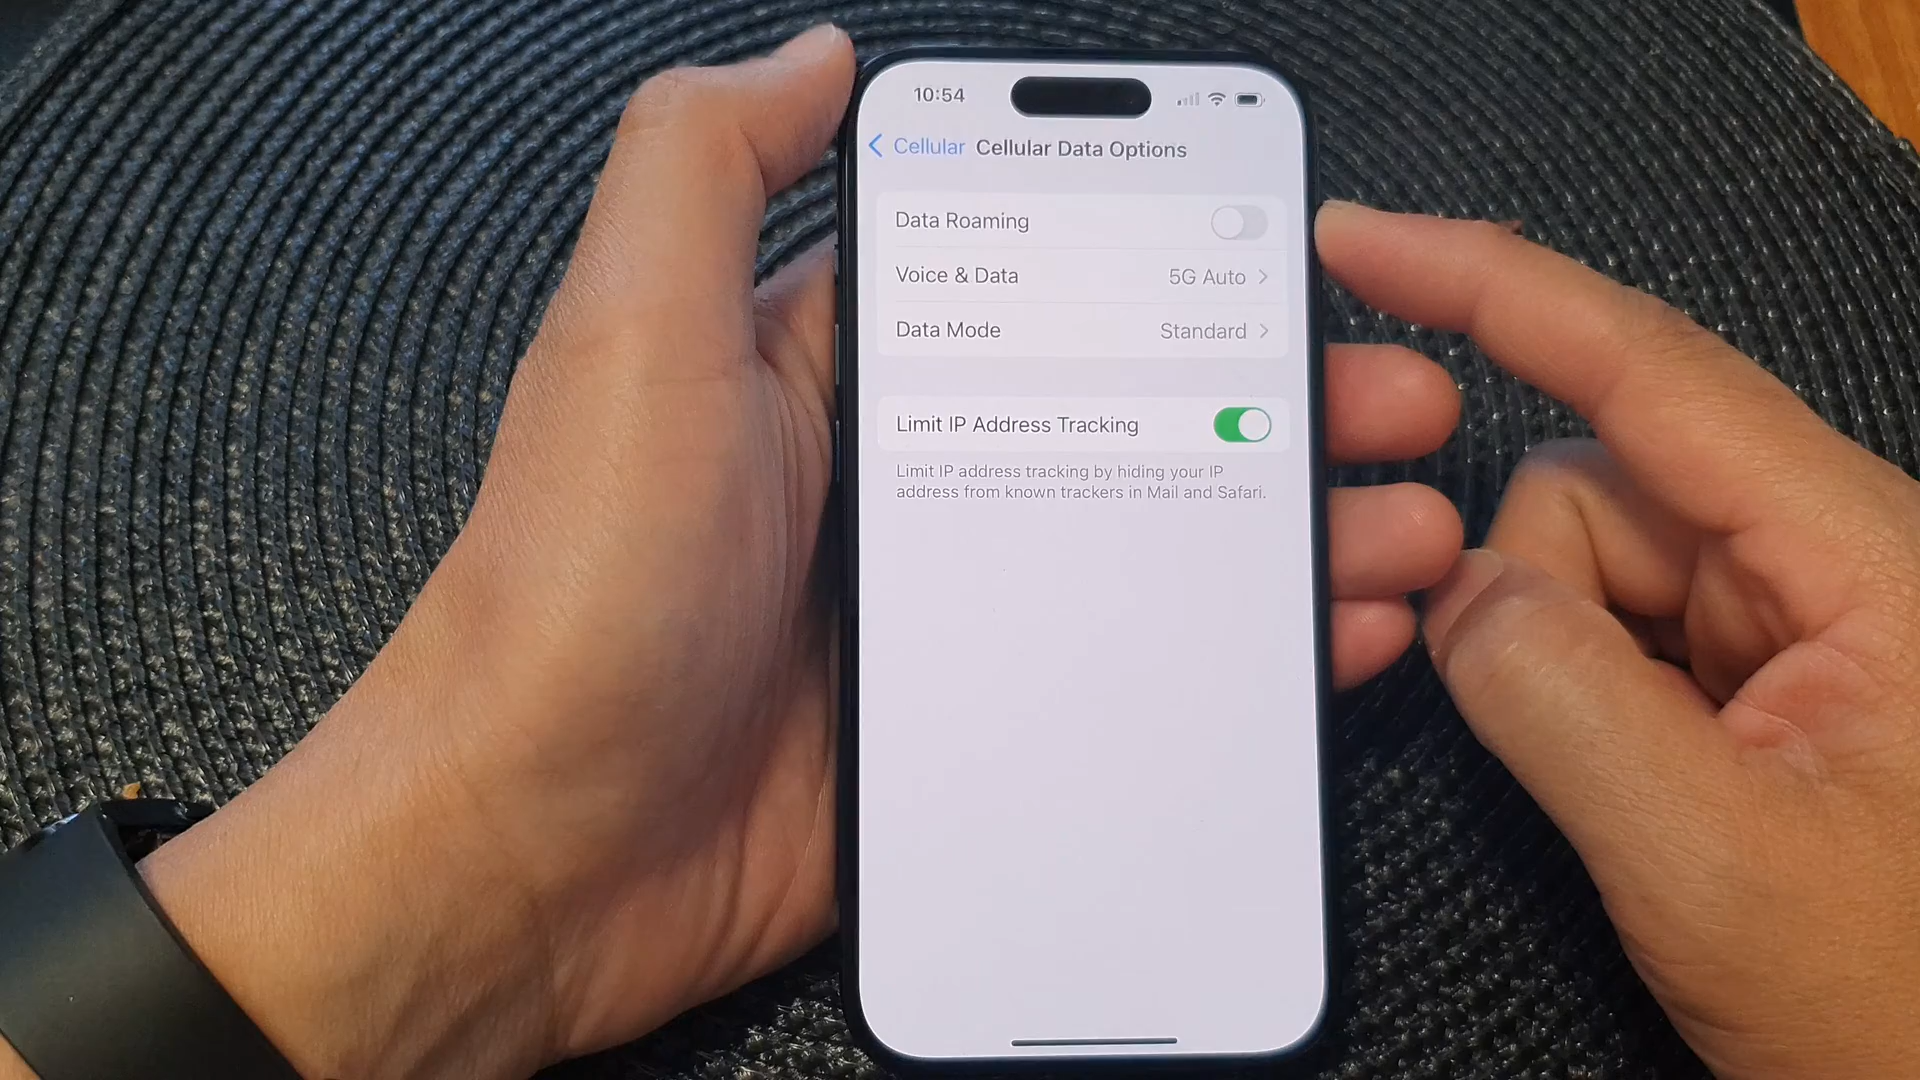 10:54
Cellular Cellular Data Options
Data Roaming
Voice & Data 5G Auto
Data Mode Standard
Limit IP Address Tracking
Limit IP address tracking by hiding your IP
address from known trackers in Mail and Safari.